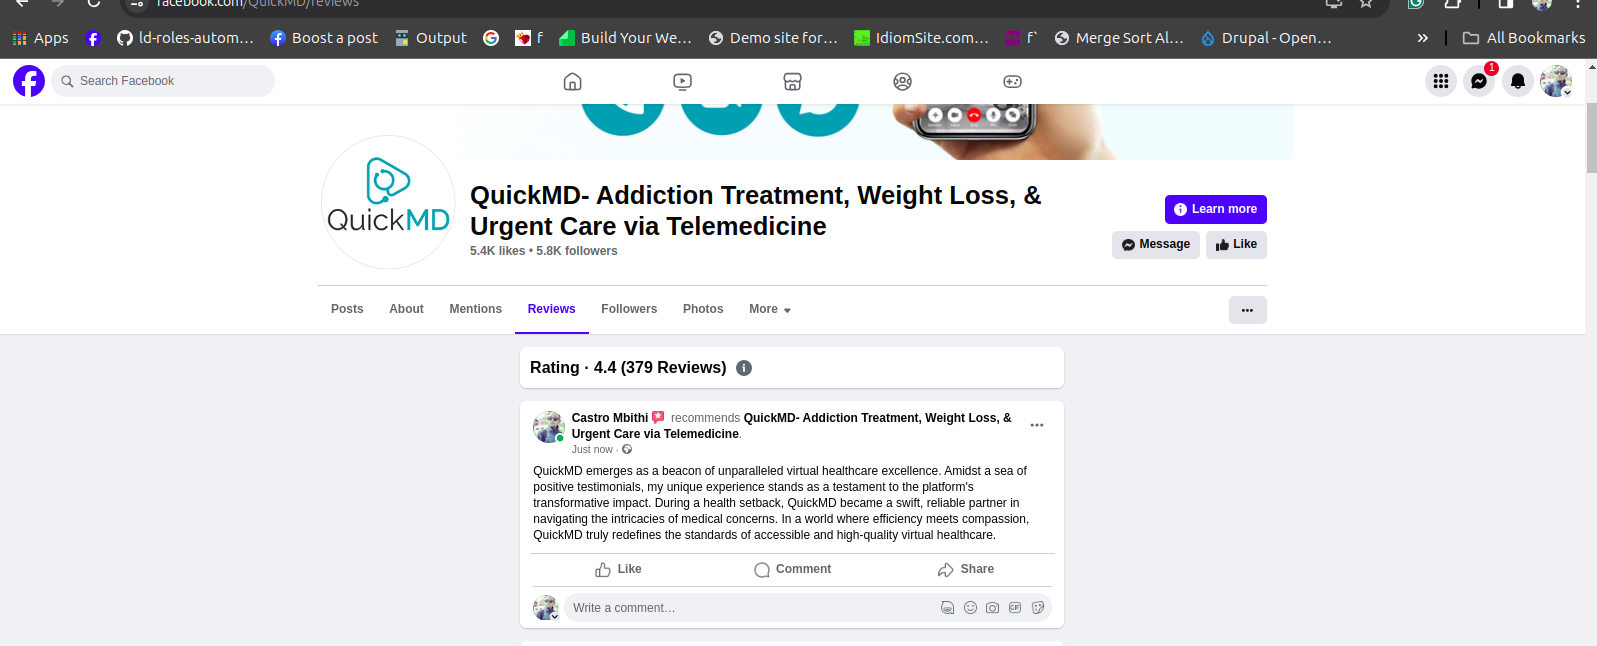 facebook.com/QuickMD/reviews
Apps ld-roles-autom... Boost a post Output f Build Your We... Demo site for... IdiomSite.com... f` Merge Sort Al... Drupal - Open... » All Bookmarks
Search Facebook
1
QuickMD
QuickMD- Addiction Treatment, Weight Loss, &
Urgent Care via Telemedicine
5.4K likes • 5.8K followers
Learn more
Message Like
Posts About Mentions Reviews Followers Photos More
Rating · 4.4 (379 Reviews)
Castro Mbithi recommends QuickMD- Addiction Treatment, Weight Loss, &
Urgent Care via Telemedicine.
Just now ·
QuickMD emerges as a beacon of unparalleled virtual healthcare excellence. Amidst a sea of
positive testimonials, my unique experience stands as a testament to the platform's
transformative impact. During a health setback, QuickMD became a swift, reliable partner in
navigating the intricacies of medical concerns. In a world where efficiency meets compassion,
QuickMD truly redefines the standards of accessible and high-quality virtual healthcare.
Like Comment Share
Write a comment…
GIF